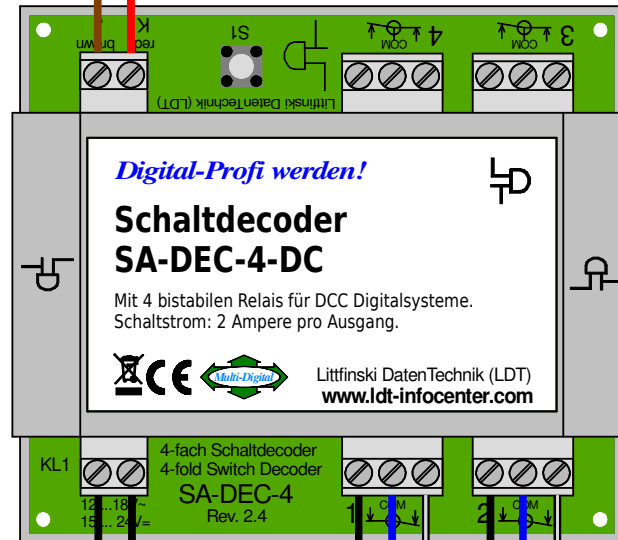 K
brown red
S1
COM 4
COM 3
Littfinski DatenTechnik (LDT)
Digital-Profi werden!
Schaltdecoder
SA-DEC-4-DC
Mit 4 bistabilen Relais für DCC Digitalsysteme.
Schaltstrom: 2 Ampere pro Ausgang.
CE
Multi-Digital
Littfinski DatenTechnik (LDT)
www.ldt-infocenter.com
KL1
4-fach Schaltdecoder
4-fold Switch Decoder
SA-DEC-4
Rev. 2.4
1 COM
2 COM